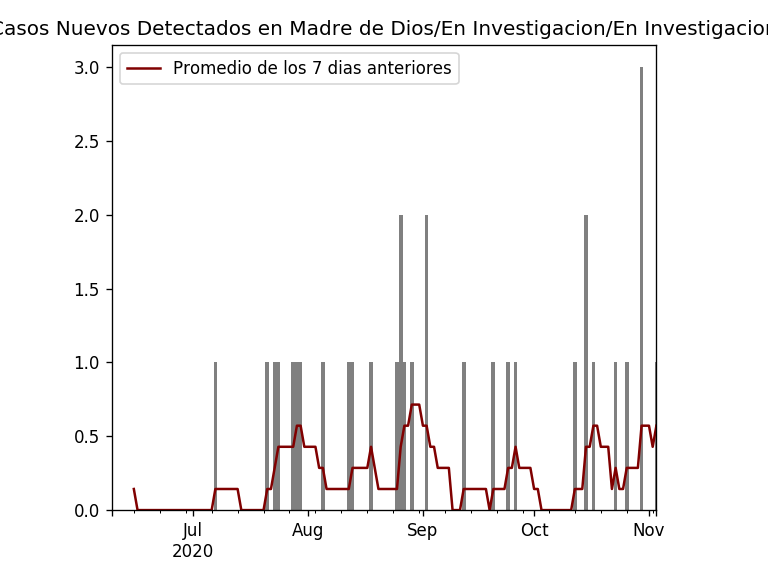 Casos Nuevos Detectados en Madre de Dios/En Investigacion/En Investigacion
Promedio de los 7 dias anteriores
3.0
2.5
2.0
1.5
1.0
0.5
0.0
Jul Aug Sep Oct Nov
2020